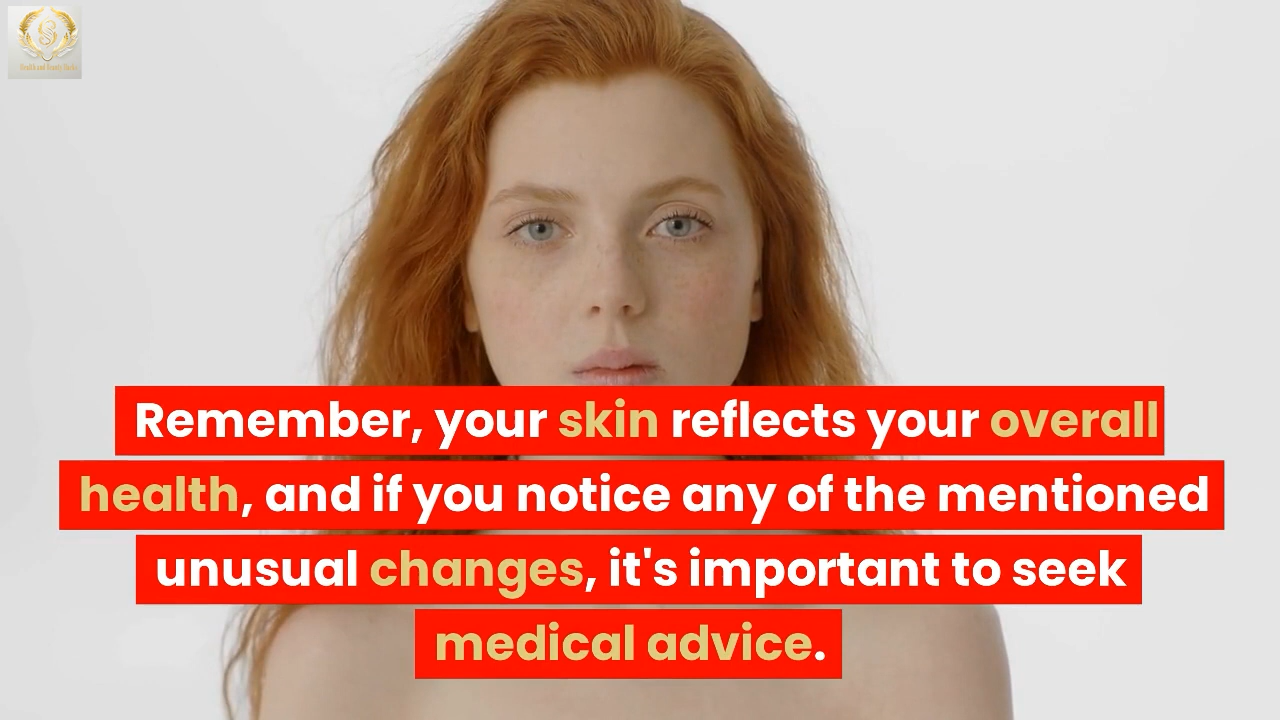 Remember, your skin reflects your overall
health, and if you notice any of the mentioned
unusual changes, it's important to seek
medical advice.